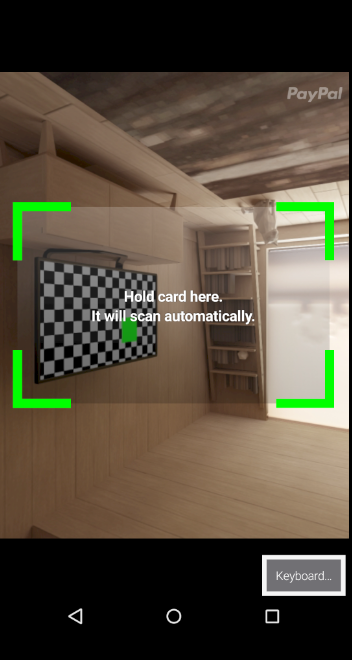 PayPal
Hold card here.
It will scan automatically.
Keyboard...